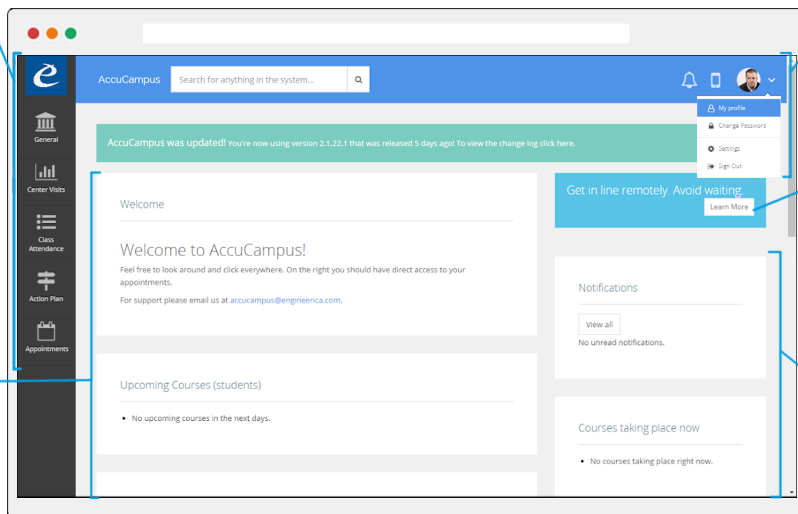 AccuCampus
Search for anything in the system...
My profile
Change Password
Settings
Sign Out
General
Center Visits
Class
Attendance
Action Plan
Appointments
AccuCampus was updated! You're now using version 2.1.22.1 that was released 5 days ago! To view the change log click here.
Welcome
Welcome to AccuCampus!
Feel free to look around and click everywhere. On the right you should have direct access to your
appointments.
For support please email us at accucampus@engineerica.com.
Upcoming Courses (students)
• No upcoming courses in the next days.
Get in line remotely. Avoid waiting.
Learn More
Notifications
View all
No unread notifications.
Courses taking place now
• No courses taking place right now.